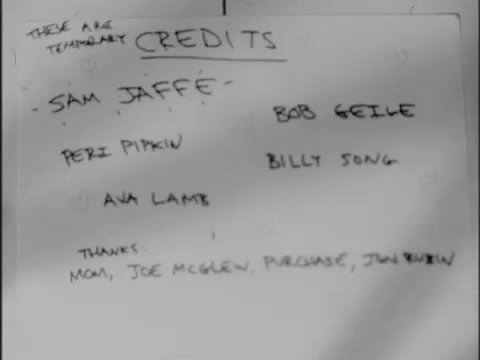 THESE ARE
TEMPORARY
CREDITS
- SAM JAFFE -
BOB GEILE
PERI PIPKIN
BILLY SONG
AVA LAMB
THANKS:
MOM, JOE MCGLEW, PURCHASE, JON RUBIN